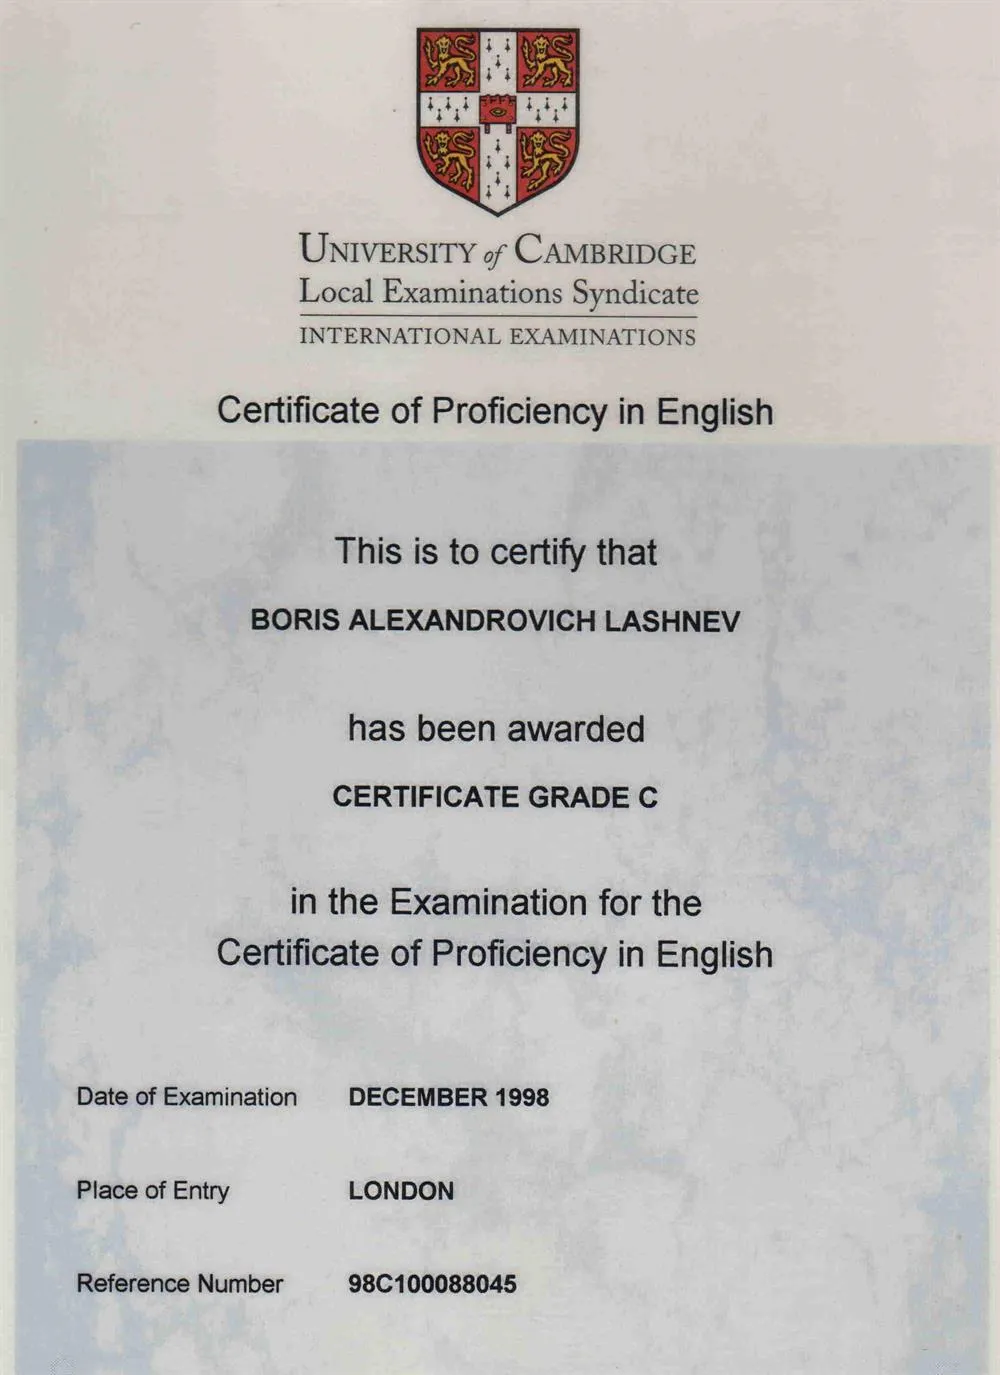 UNIVERSITY of CAMBRIDGE
Local Examinations Syndicate
INTERNATIONAL EXAMINATIONS
Certificate of Proficiency in English
This is to certify that
BORIS ALEXANDROVICH LASHNEV
has been awarded
CERTIFICATE GRADE C
in the Examination for the
Certificate of Proficiency in English
Date of Examination DECEMBER 1998
Place of Entry LONDON
Reference Number 98C100088045